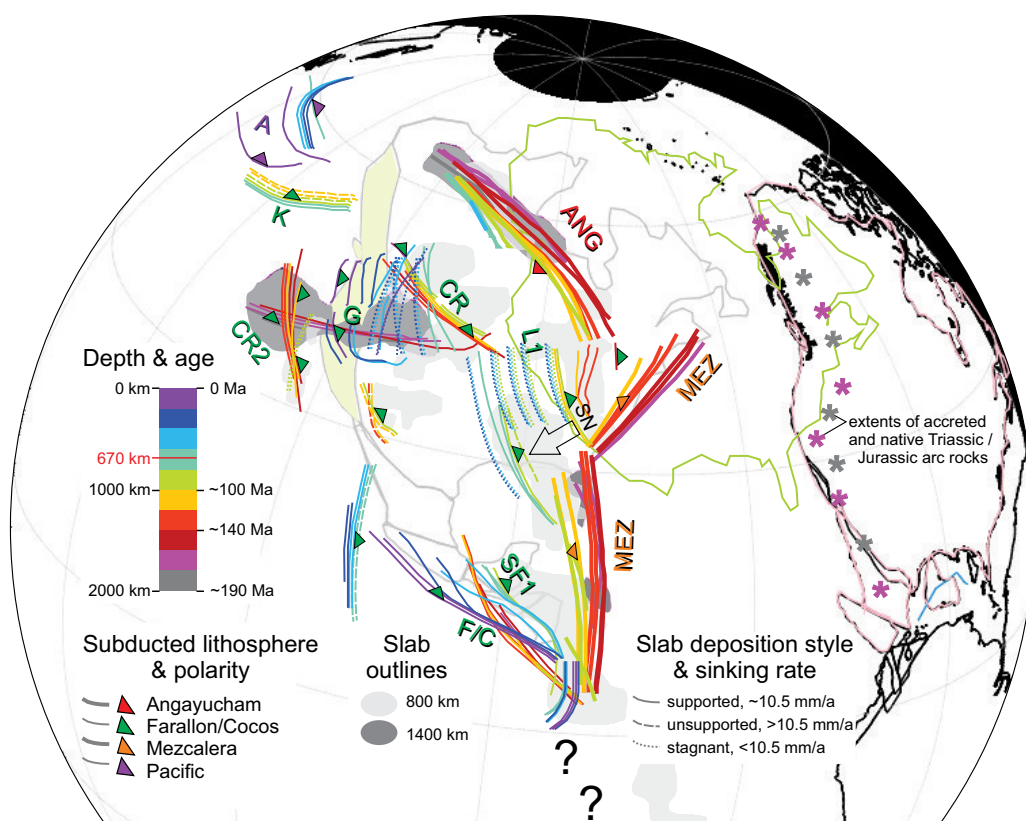 A
K
ANG
CR
G
CR2
L1
MEZ
SN
Depth & age
0 km
0 Ma
670 km
1000 km
~100 Ma
~140 Ma
2000 km
~190 Ma
extents of accreted
and native Triassic /
Jurassic arc rocks
MEZ
SF1
F/C
Subducted lithosphere
& polarity
Angayucham
Farallon/Cocos
Mezcalera
Pacific
Slab
outlines
800 km
1400 km
Slab deposition style
& sinking rate
supported, ~10.5 mm/a
unsupported, >10.5 mm/a
stagnant, <10.5 mm/a
?
?